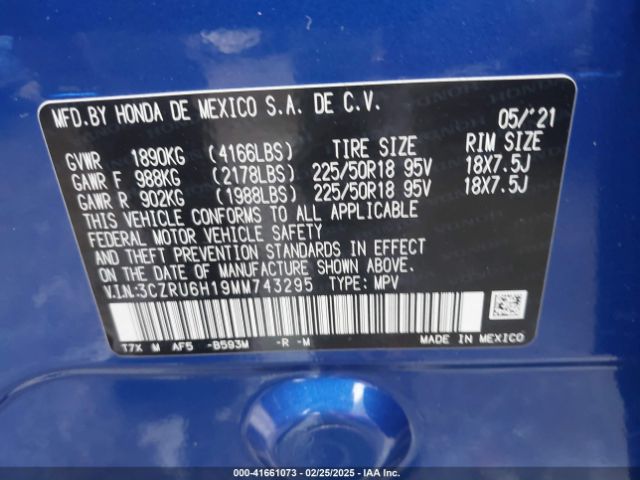 MFD.BY HONDA DE MEXICO S.A. DE C.V. 05/'21
GVWR 1890KG (4166LBS) TIRE SIZE RIM SIZE
GAWR F 988KG (2178LBS) 225/50R18 95V 18X7.5J
GAWR R 902KG (1988LBS) 225/50R18 95V 18X7.5J
THIS VEHICLE CONFORMS TO ALL APPLICABLE
FEDERAL MOTOR VEHICLE SAFETY
AND THEFT PREVENTION STANDARDS IN EFFECT
ON THE DATE OF MANUFACTURE SHOWN ABOVE.
V.I.N:3CZRU6H19MM743295 TYPE: MPV
T7X M AF5 -B593M -R -M MADE IN MEXICO
00-41661073 - 02/25/2025 - IAA Inc.